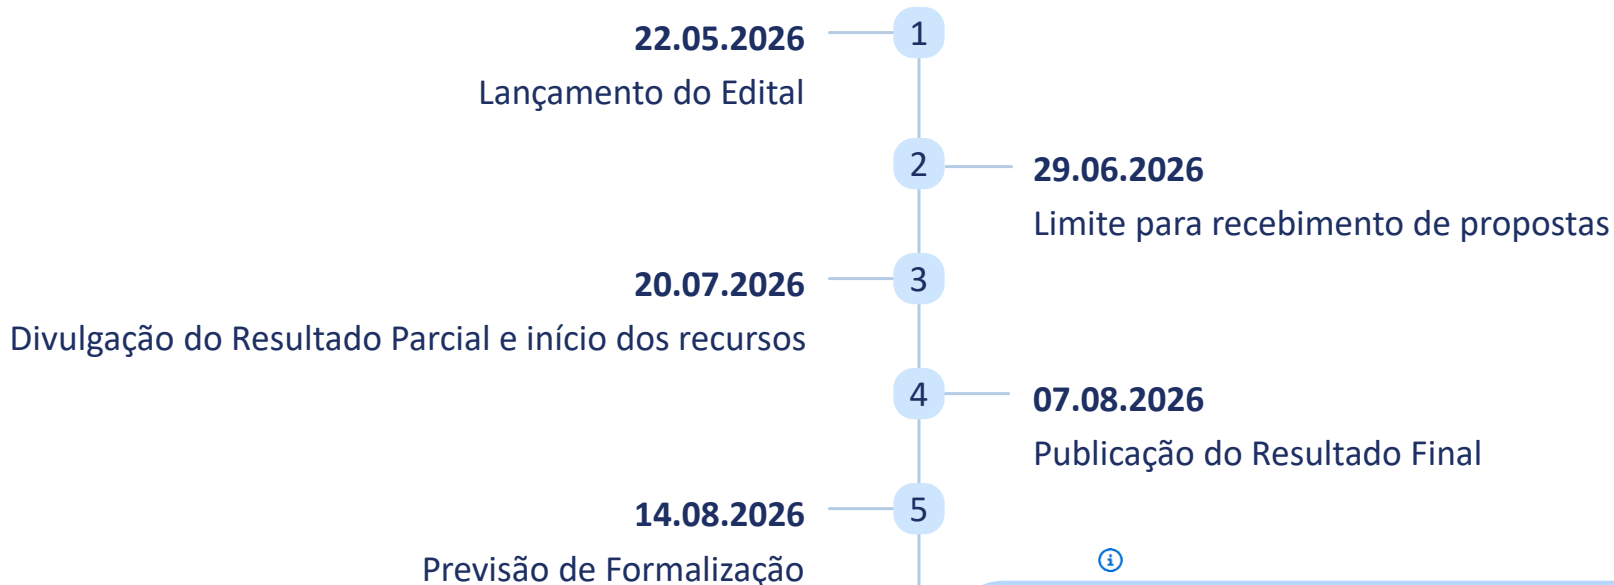 1
22.05.2026
Lançamento do Edital
2
29.06.2026
Limite para recebimento de propostas
3
20.07.2026
Divulgação do Resultado Parcial e início dos recursos
4
07.08.2026
Publicação do Resultado Final
5
14.08.2026
Previsão de Formalização